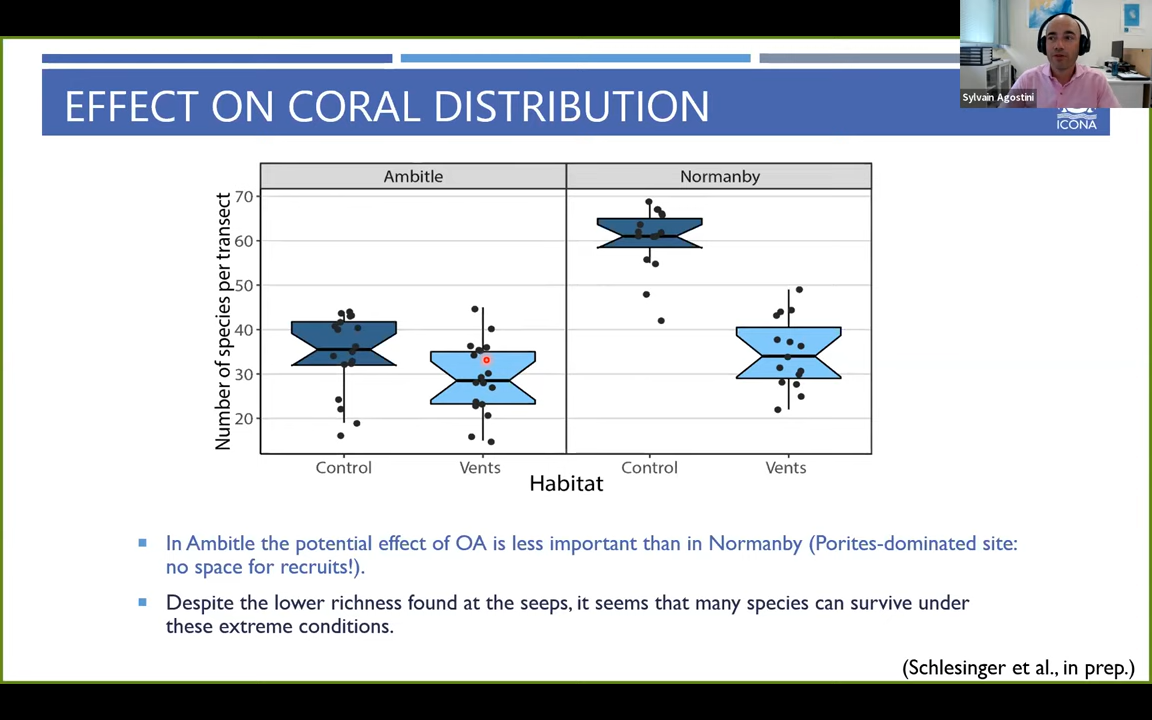 EFFECT ON CORAL DISTRIBUTION
Sylvain Agostini
ICONA
Ambitle
Normanby
Number of species per transect
70
60
50
40
30
20
Control
Vents
Control
Vents
Habitat
In Ambitle the potential effect of OA is less important than in Normanby (Porites-dominated site:
no space for recruits!).
Despite the lower richness found at the seeps, it seems that many species can survive under
these extreme conditions.
(Schlesinger et al., in prep.)